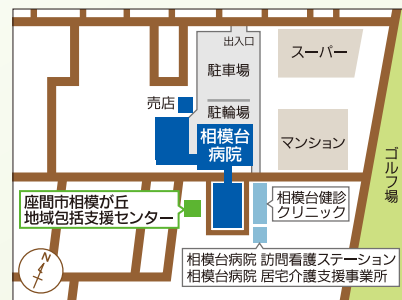 出入口
スーパー
駐車場
売店
駐輪場
相模台
病院
マンション
ゴルフ場
座間市相模が丘
地域包括支援センター
相模台健診
クリニック
相模台病院 訪問看護ステーション
相模台病院 居宅介護支援事業所
N